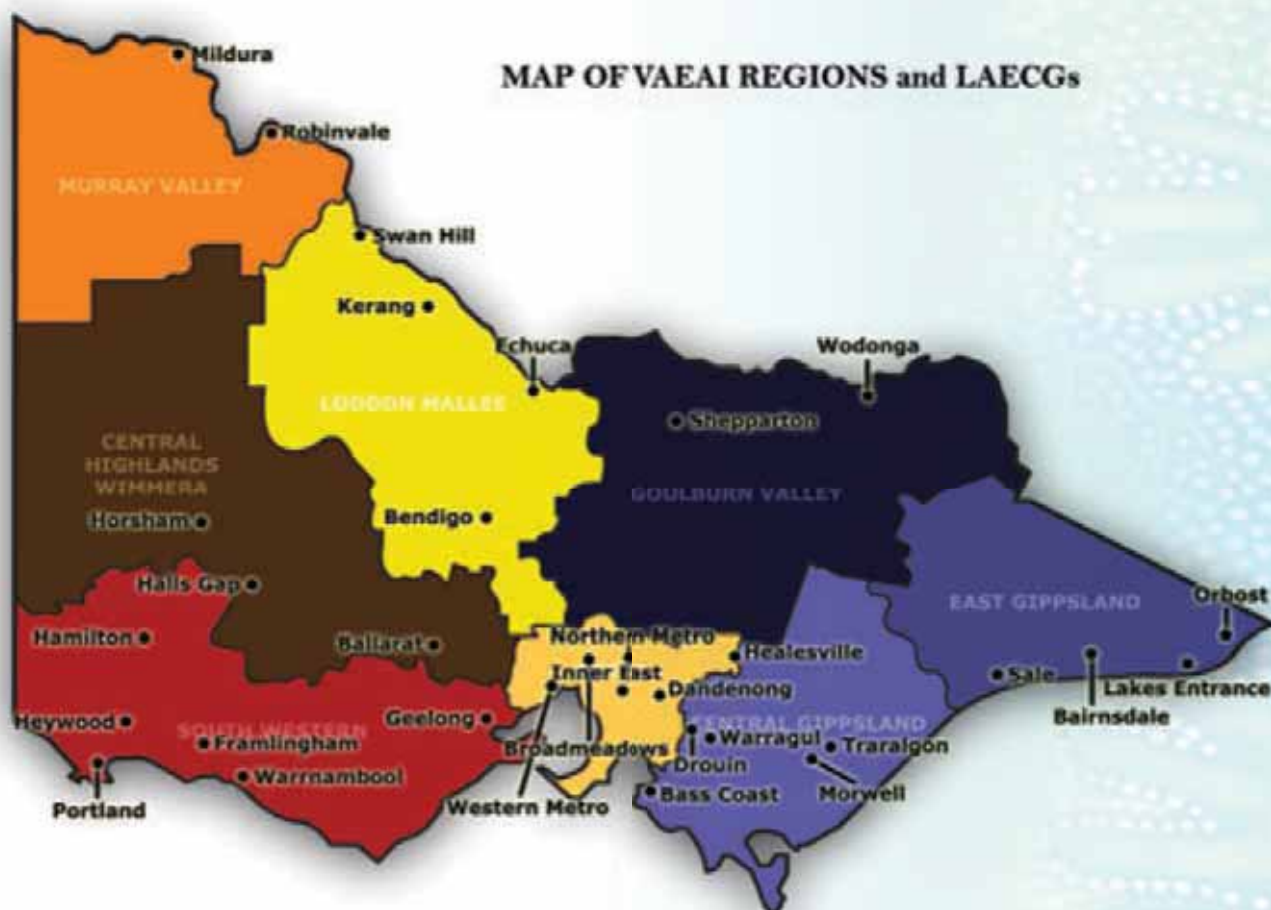 MAP OF VAEAI REGIONS and LAECGs
Mildura
Robinvale
MURRAY VALLEY
Swan Hill
Kerang
Echuca
Wodonga
LODDON MALLEE
Shepparton
CENTRAL
HIGHLANDS
WIMMERA
GOULBURN VALLEY
Horsham
Bendigo
Halls Gap
EAST GIPPSLAND
Orbost
Hamilton
Ballarat
Northern Metro
Healesville
Inner East
Sale
Dandenong
Lakes Entrance
Heywood
SOUTH WESTERN
Geelong
CENTRAL GIPPSLAND
Bairnsdale
Framlingham
Broadmeadows
Warragul
Traralgon
Drouin
Warrnambool
Portland
Western Metro
Bass Coast
Morwell